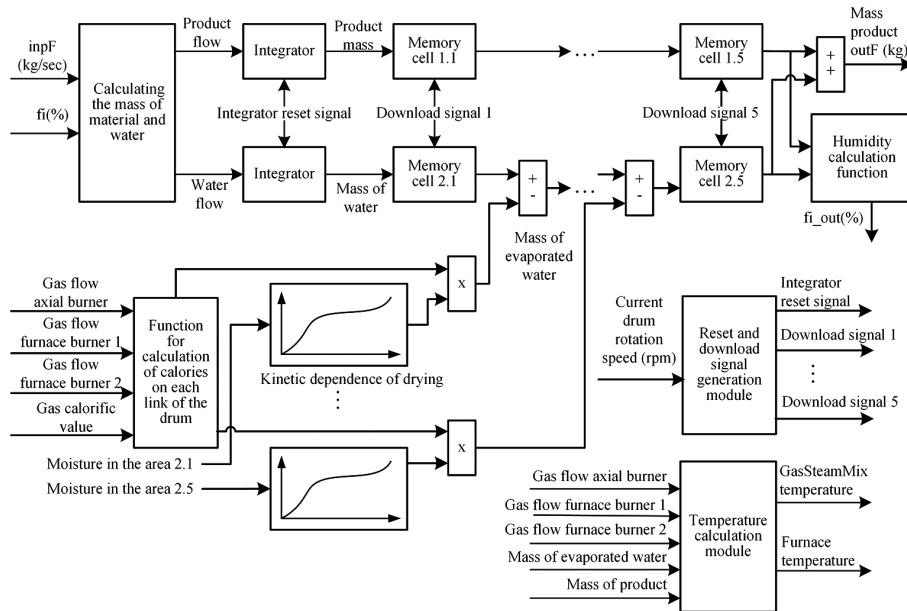 inpF
(kg/sec)
fi(%)
Calculating
the mass of
material and
water
Product
flow
Integrator
Product
mass
Memory
cell 1.1
...
Memory
cell 1.5
+
+
Mass
product
outF (kg)
Integrator reset signal
Download signal 1
Download signal 5
Water
flow
Integrator
Mass of
water
Memory
cell 2.1
+
-
...
+
-
Memory
cell 2.5
Humidity
calculation
function
fi_out(%)
Mass of
evaporated
water
Gas flow
axial burner
Gas flow
furnace burner 1
Gas flow
furnace burner 2
Gas calorific
value
Function
for
calculation
of calories
on each
link of the
drum
x
Kinetic dependence of drying
...
x
Moisture in the area 2.1
Moisture in the area 2.5
Current
drum
rotation
speed (rpm)
Reset and
download
signal
generation
module
Integrator
reset signal
Download signal 1
...
Download signal 5
Gas flow axial burner
Gas flow furnace burner 1
Gas flow furnace burner 2
Mass of evaporated water
Mass of product
Temperature
calculation
module
GasSteamMix
temperature
Furnace
temperature